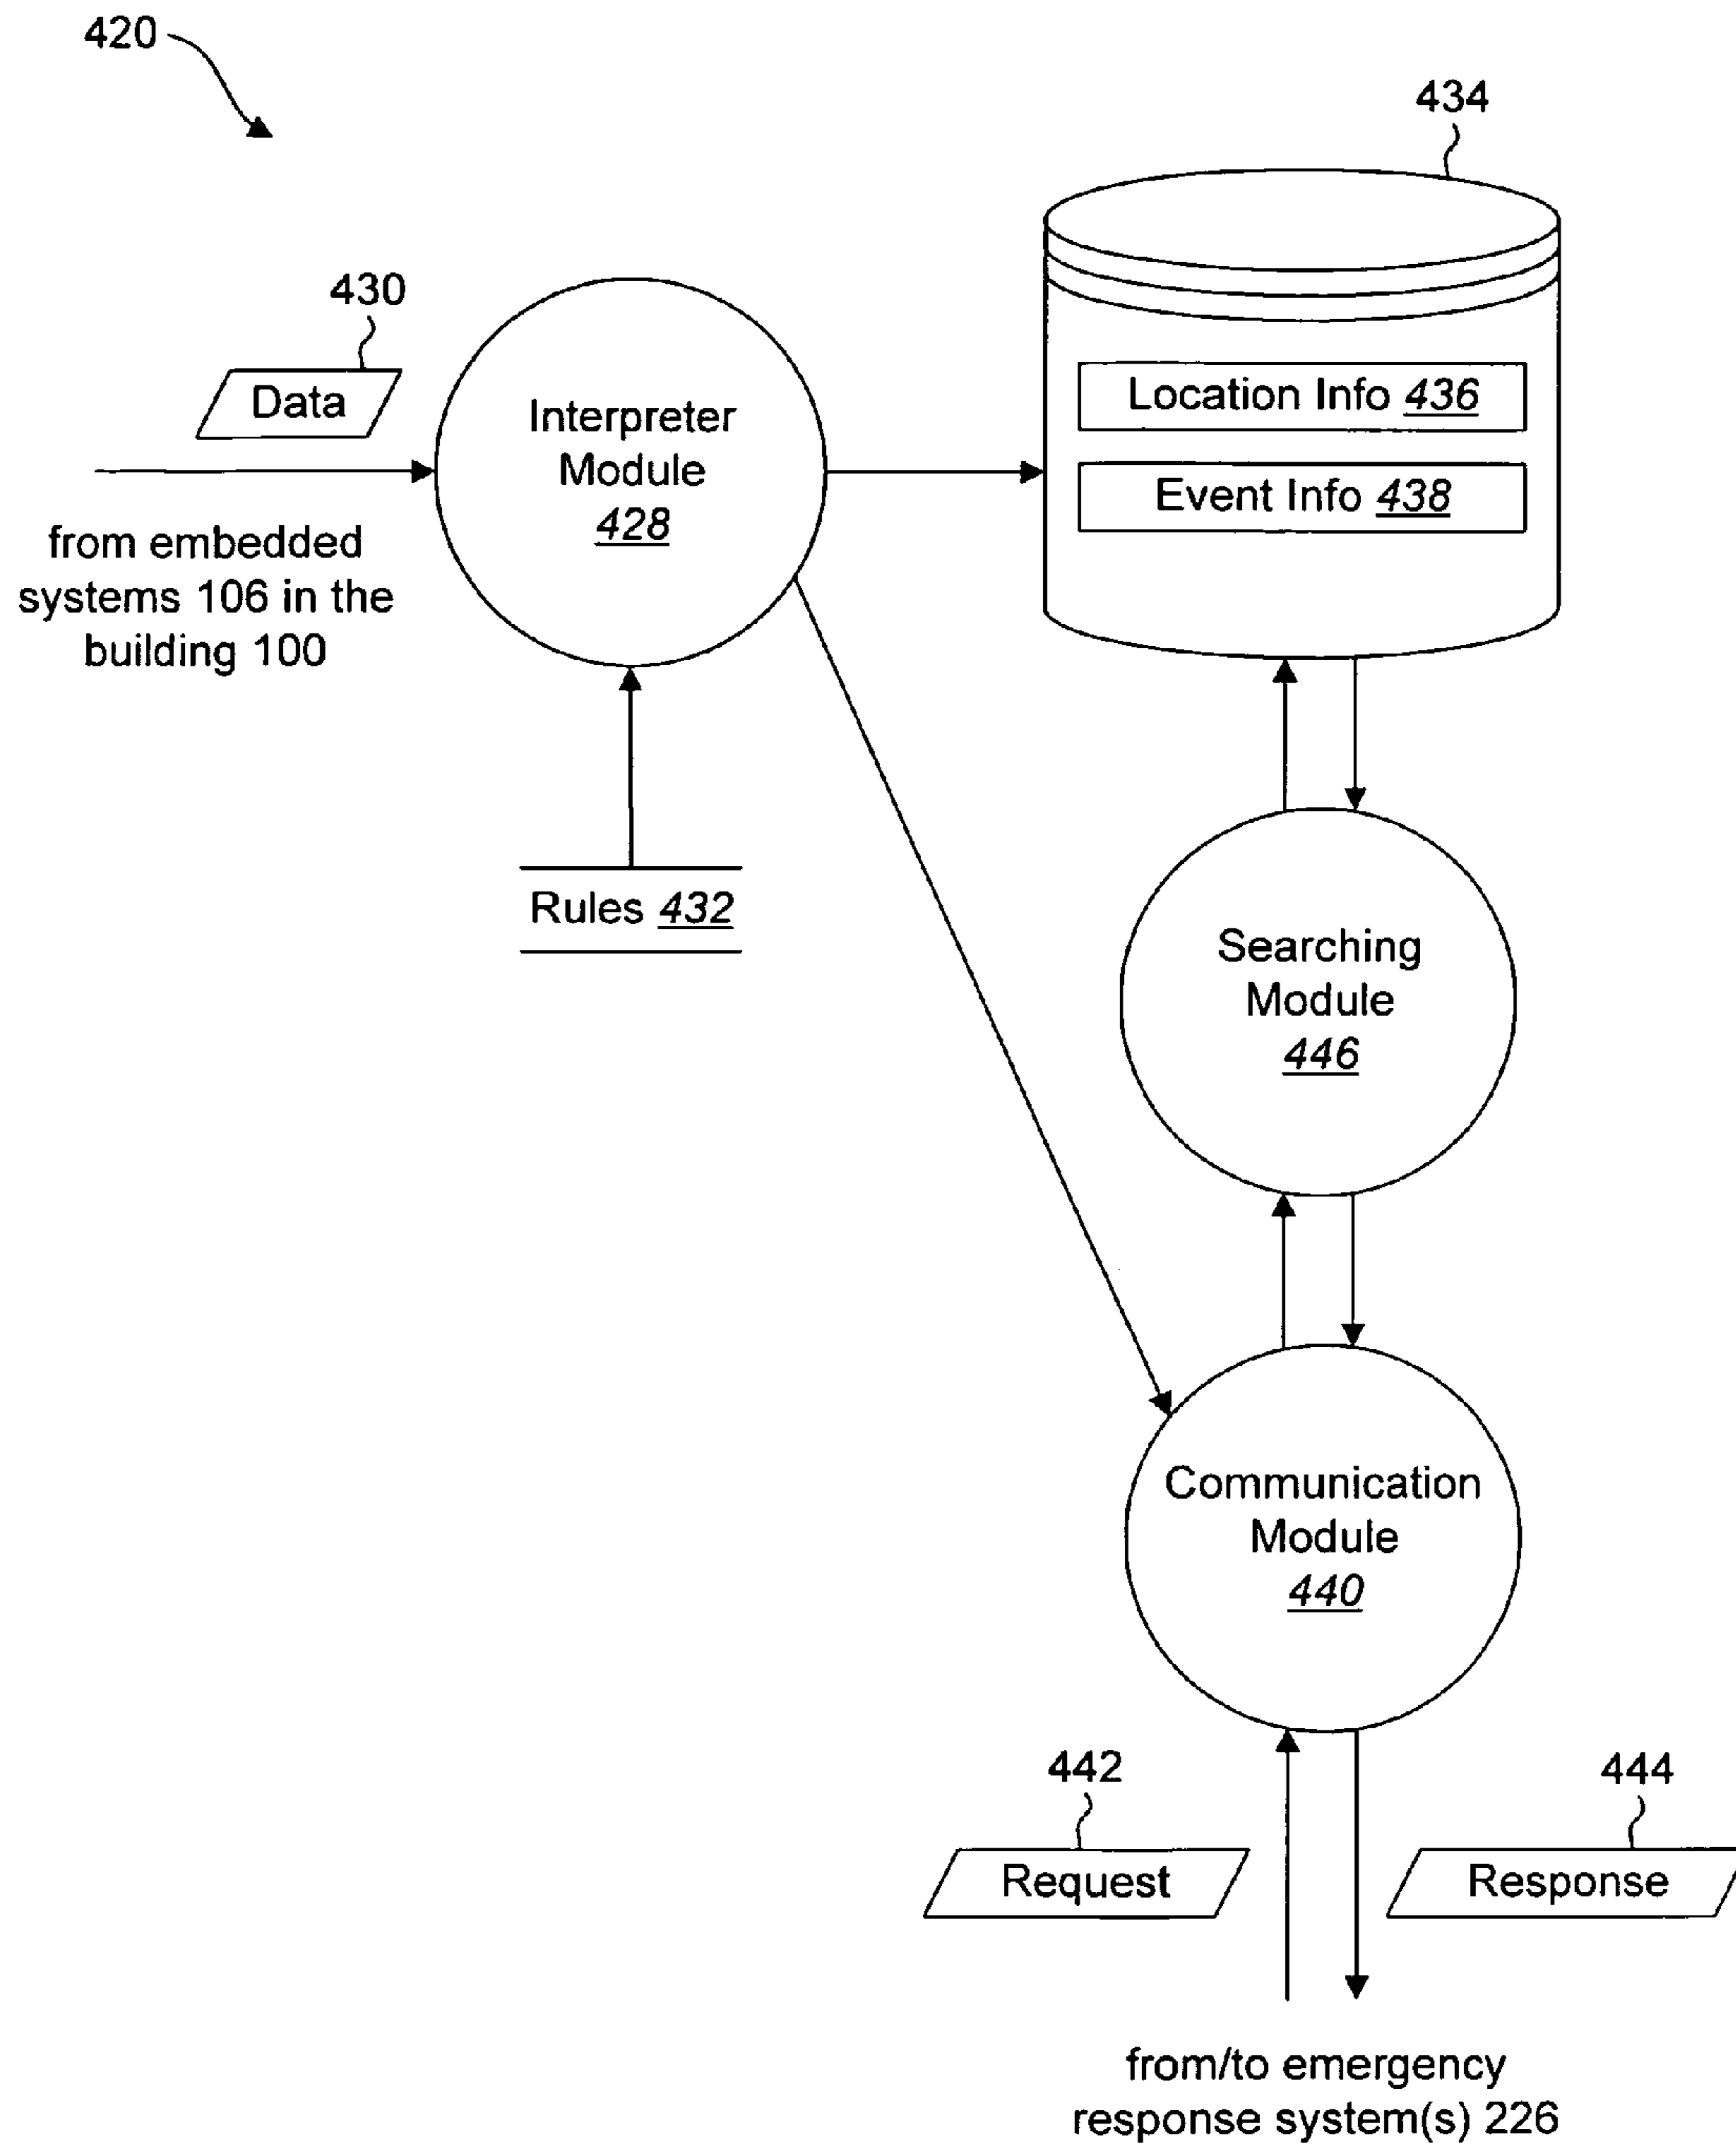 420
434
430
Data
Interpreter
Module
428
Location Info 436
Event Info 438
from embedded
systems 106 in the
building 100
Rules 432
Searching
Module
446
Communication
Module
440
442
444
Request
Response
from/to emergency
response system(s) 226